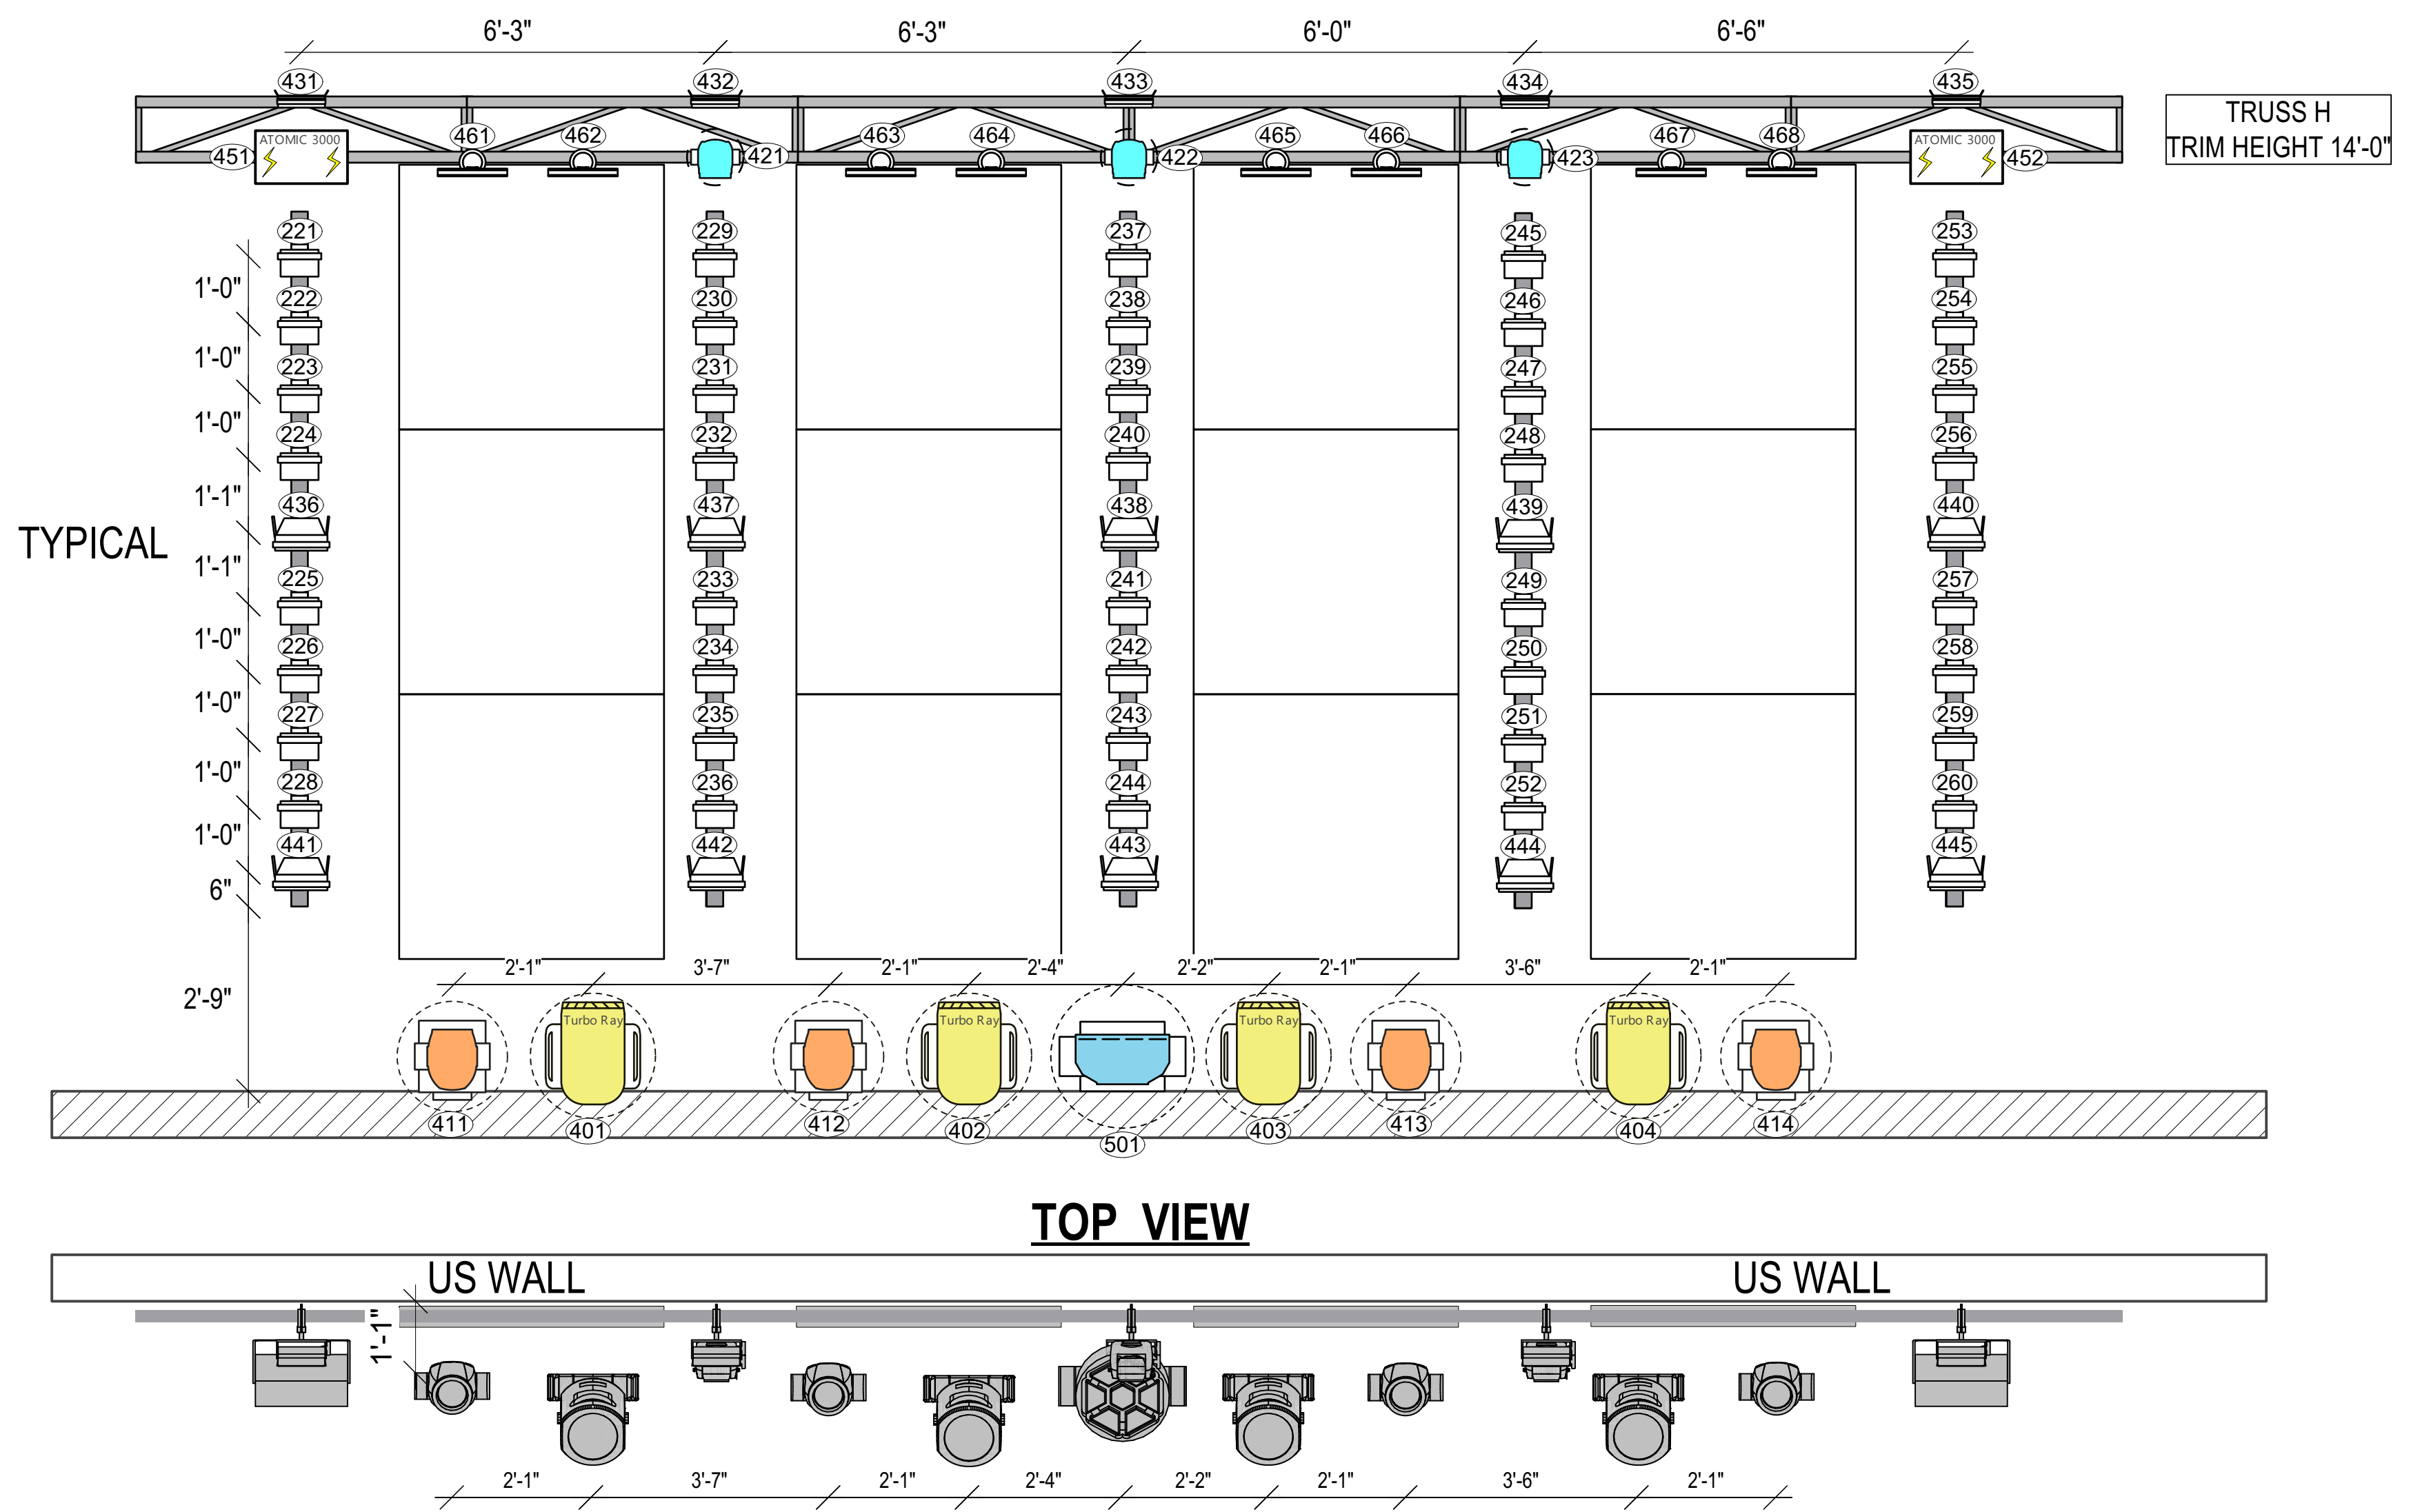 6'-3" 6'-3" 6'-0" 6'-6"
431 432 433 434 435
TRUSS H
TRIM HEIGHT 14'-0"
461 462 463 464 465 466 467 468
ATOMIC 3000 ATOMIC 3000
451 421 422 423 452
221 229 237 245 253
1'-0"
222 230 238 246 254
1'-0"
223 231 239 247 255
1'-0"
224 232 240 248 256
1'-1"
436 437 438 439 440
TYPICAL
1'-1"
225 233 241 249 257
1'-0"
226 234 242 250 258
1'-0"
227 235 243 251 259
1'-0"
228 236 244 252 260
1'-0"
441 442 443 444 445
6"
2'-1" 3'-7" 2'-1" 2'-4" 2'-2" 2'-1" 3'-6" 2'-1"
2'-9"
Turbo Ray Turbo Ray Turbo Ray Turbo Ray
411 401 412 402 501 403 413 404 414
TOP VIEW
US WALL US WALL
1'-1"
2'-1" 3'-7" 2'-1" 2'-4" 2'-2" 2'-1" 3'-6" 2'-1"